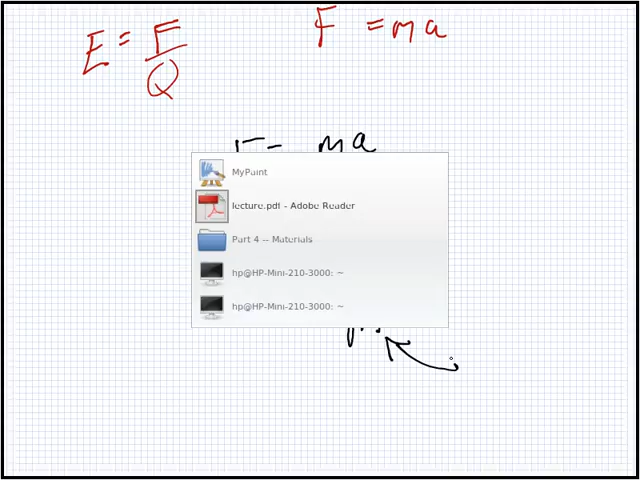 E = F/Q
F = ma
F = ma
MyPaint
lecture.pdf - Adobe Reader
Part 4 -- Materials
hp@HP-Mini-210-3000: ~
hp@HP-Mini-210-3000: ~